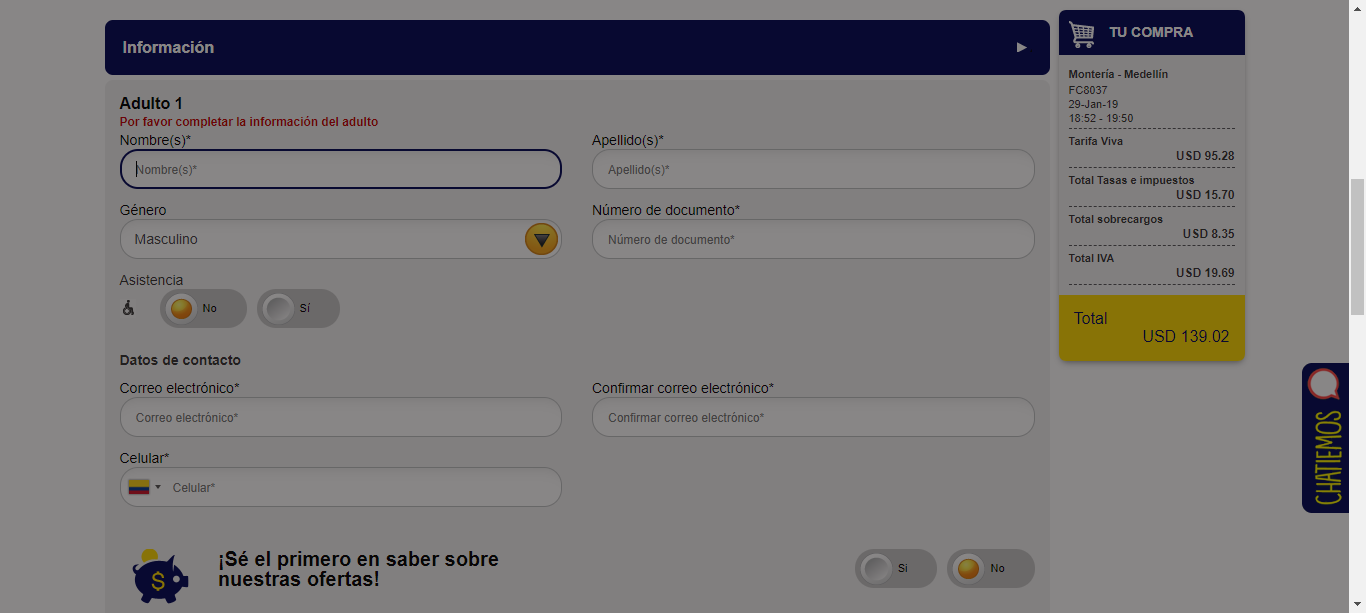 Información
Adulto 1
Por favor completar la información del adulto
Nombre(s)*
Apellido(s)*
Nombre(s)*
Apellido(s)*
Género
Número de documento*
Masculino
Número de documento*
Asistencia
No
Sí
Datos de contacto
Correo electrónico*
Confirmar correo electrónico*
Correo electrónico*
Confirmar correo electrónico*
Celular*
Celular*
$
¡Sé el primero en saber sobre
nuestras ofertas!
Si
No
TU COMPRA
Montería - Medellín
FC8037
29-Jan-19
18:52 - 19:50
Tarifa Viva
USD 95.28
Total Tasas e impuestos
USD 15.70
Total sobrecargos
USD 8.35
Total IVA
USD 19.69
Total
USD 139.02
CHATIEMOS